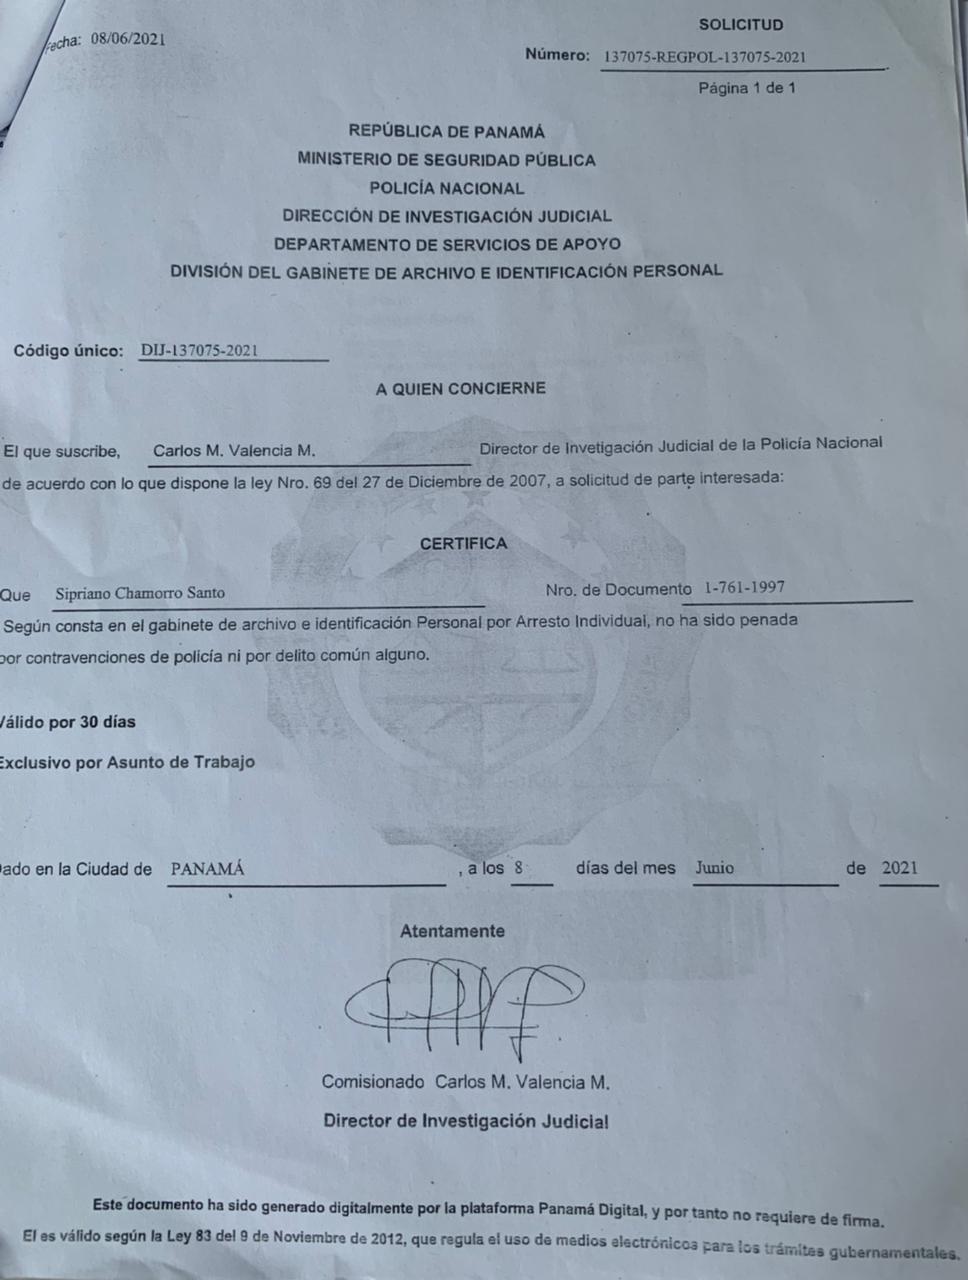 Fecha: 08/06/2021
SOLICITUD
Número: 137075-REGPOL-137075-2021
Página 1 de 1
REPÚBLICA DE PANAMÁ
MINISTERIO DE SEGURIDAD PÚBLICA
POLICÍA NACIONAL
DIRECCIÓN DE INVESTIGACIÓN JUDICIAL
DEPARTAMENTO DE SERVICIOS DE APOYO
DIVISIÓN DEL GABINETE DE ARCHIVO E IDENTIFICACIÓN PERSONAL
Código único: DIJ-137075-2021
A QUIEN CONCIERNE
El que suscribe, Carlos M. Valencia M. Director de Invetigación Judicial de la Policía Nacional
de acuerdo con lo que dispone la ley Nro. 69 del 27 de Diciembre de 2007, a solicitud de parte interesada:
CERTIFICA
Que Sipriano Chamorro Santo Nro. de Documento 1-761-1997
Según consta en el gabinete de archivo e identificación Personal por Arresto Individual, no ha sido penada
por contravenciones de policía ni por delito común alguno.
Válido por 30 días
Exclusivo por Asunto de Trabajo
Dado en la Ciudad de PANAMÁ , a los 8 días del mes Junio de 2021
Atentamente
Comisionado Carlos M. Valencia M.
Director de Investigación Judicial
Este documento ha sido generado digitalmente por la plataforma Panamá Digital, y por tanto no requiere de firma.
El es válido según la Ley 83 del 9 de Noviembre de 2012, que regula el uso de medios electrónicos para los trámites gubernamentales.